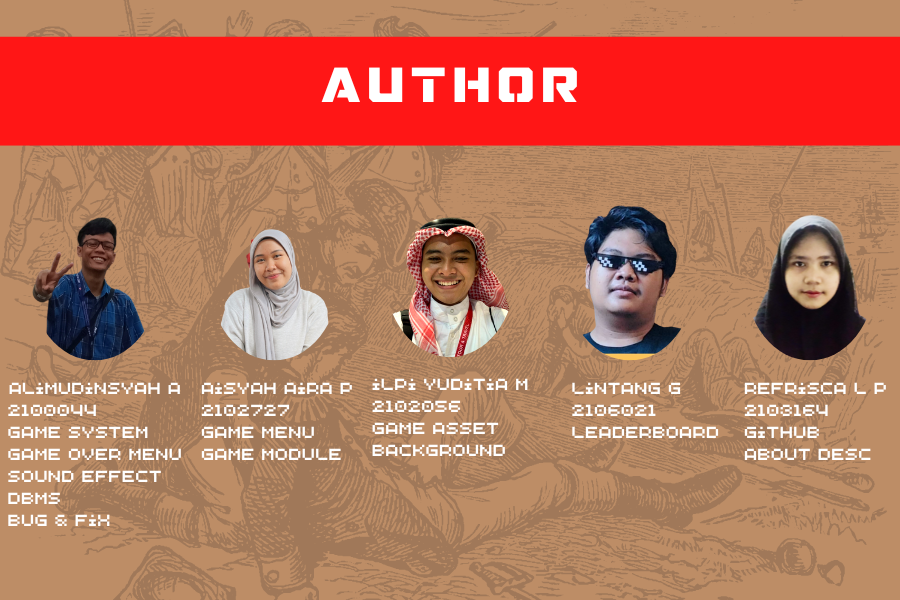 AUTHOR
ALiMUDiNSYAH A
2100044
GAME SYSTEM
GAME OVER MENU
SOUND EFFECT
DBMS
BUG & FiX
AiSYAH AiRA P
2102727
GAME MENU
GAME MODULE
iLPi YUDiTiA M
2102056
GAME ASSET
BACKGROUND
LiNTANG G
2106021
LEADERBOARD
REFRiSCA L P
2103164
GiTHUB
ABOUT DESC